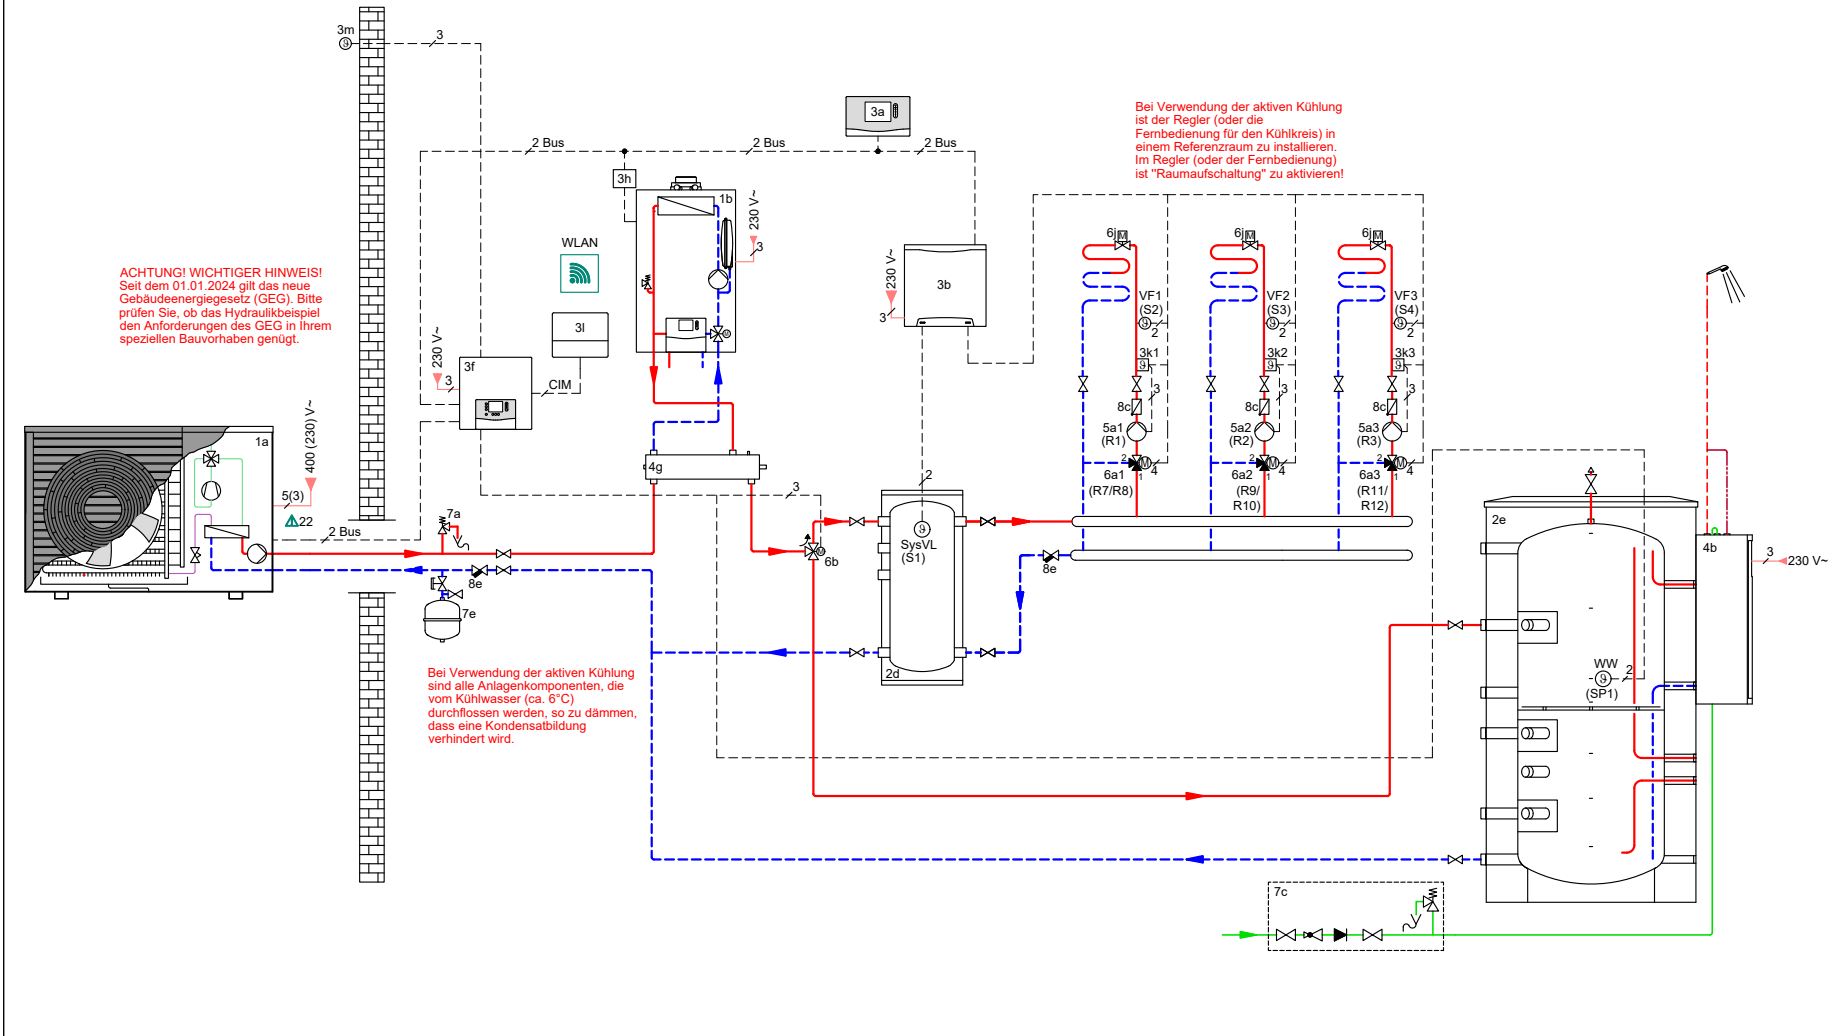 3m
3
3a
2 Bus
2 Bus
2 Bus
Bei Verwendung der aktiven Kühlung
ist der Regler (oder die
Fernbedienung für den Kühlkreis) in
einem Referenzraum zu installieren.
Im Regler (oder der Fernbedienung)
ist "Raumaufschaltung" zu aktivieren!
3h
1b
230 V~
3
WLAN
ACHTUNG! WICHTIGER HINWEIS!
Seit dem 01.01.2024 gilt das neue
Gebäudeenergiegesetz (GEG). Bitte
prüfen Sie, ob das Hydraulikbeispiel
den Anforderungen des GEG in Ihrem
speziellen Bauvorhaben genügt.
230 V~
3
3f
3l
CIM
230 V~
3
3b
6j
M
6j
M
6j
M
VF1
(S2)
2
VF2
(S3)
2
VF3
(S4)
2
3k1
3k2
3k3
3
3
3
8c
8c
8c
5a1
(R1)
5a2
(R2)
5a3
(R3)
2
M
4
1
2
M
4
1
2
M
4
1
6a1
(R7/R8)
6a2
(R9/
R10)
6a3
(R11/
R12)
1a
400 (230) V~
5(3)
22
2 Bus
4g
3
2
7a
M
6b
SysVL
(S1)
8e
2d
8e
7e
2e
4b
3
230 V~
WW
2
(SP1)
Bei Verwendung der aktiven Kühlung
sind alle Anlagenkomponenten, die
vom Kühlwasser (ca. 6°C)
durchflossen werden, so zu dämmen,
dass eine Kondensatbildung
verhindert wird.
7c